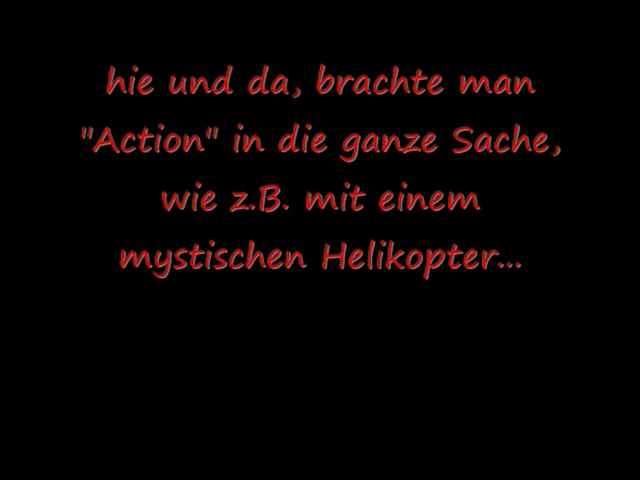 hie und da, brachte man
"Action" in die ganze Sache,
wie z.B. mit einem
mystischen Helikopter...